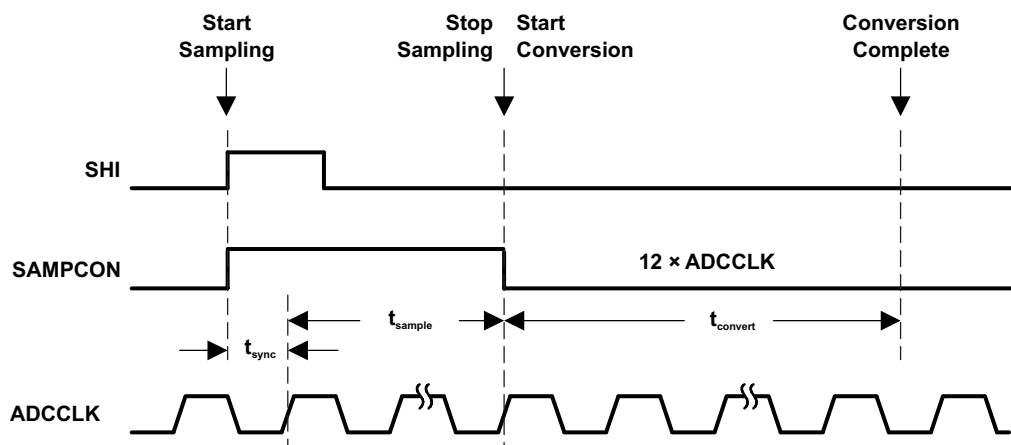 Start
Sampling
Stop
Sampling
Start
Conversion
Conversion
Complete
SHI
SAMPCON
12 × ADCCLK
tsample
tconvert
tsync
ADCCLK